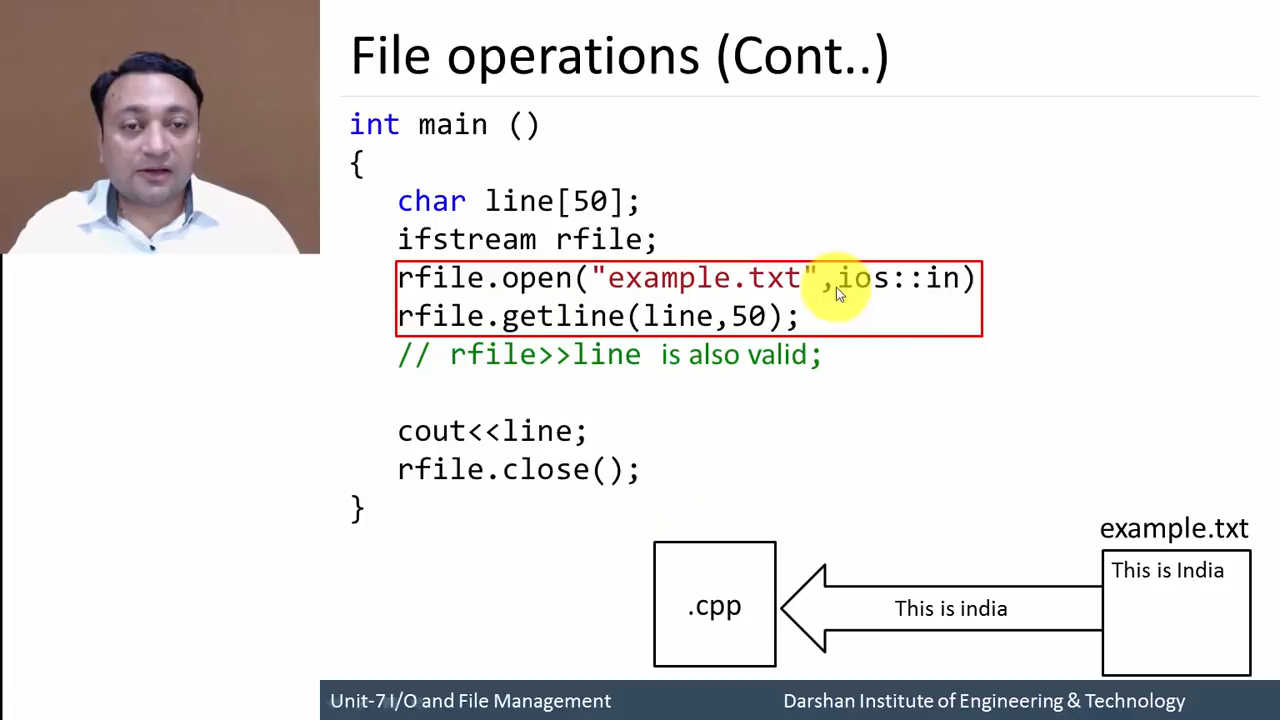 File operations (Cont..)
int main ()
{
char line[50];
ifstream rfile;
rfile.open("example.txt",ios::in)
rfile.getline(line,50);
// rfile>>line is also valid;
cout<<line;
rfile.close();
}
example.txt
This is India
.cpp
This is india
Unit-7 I/O and File Management
Darshan Institute of Engineering & Technology